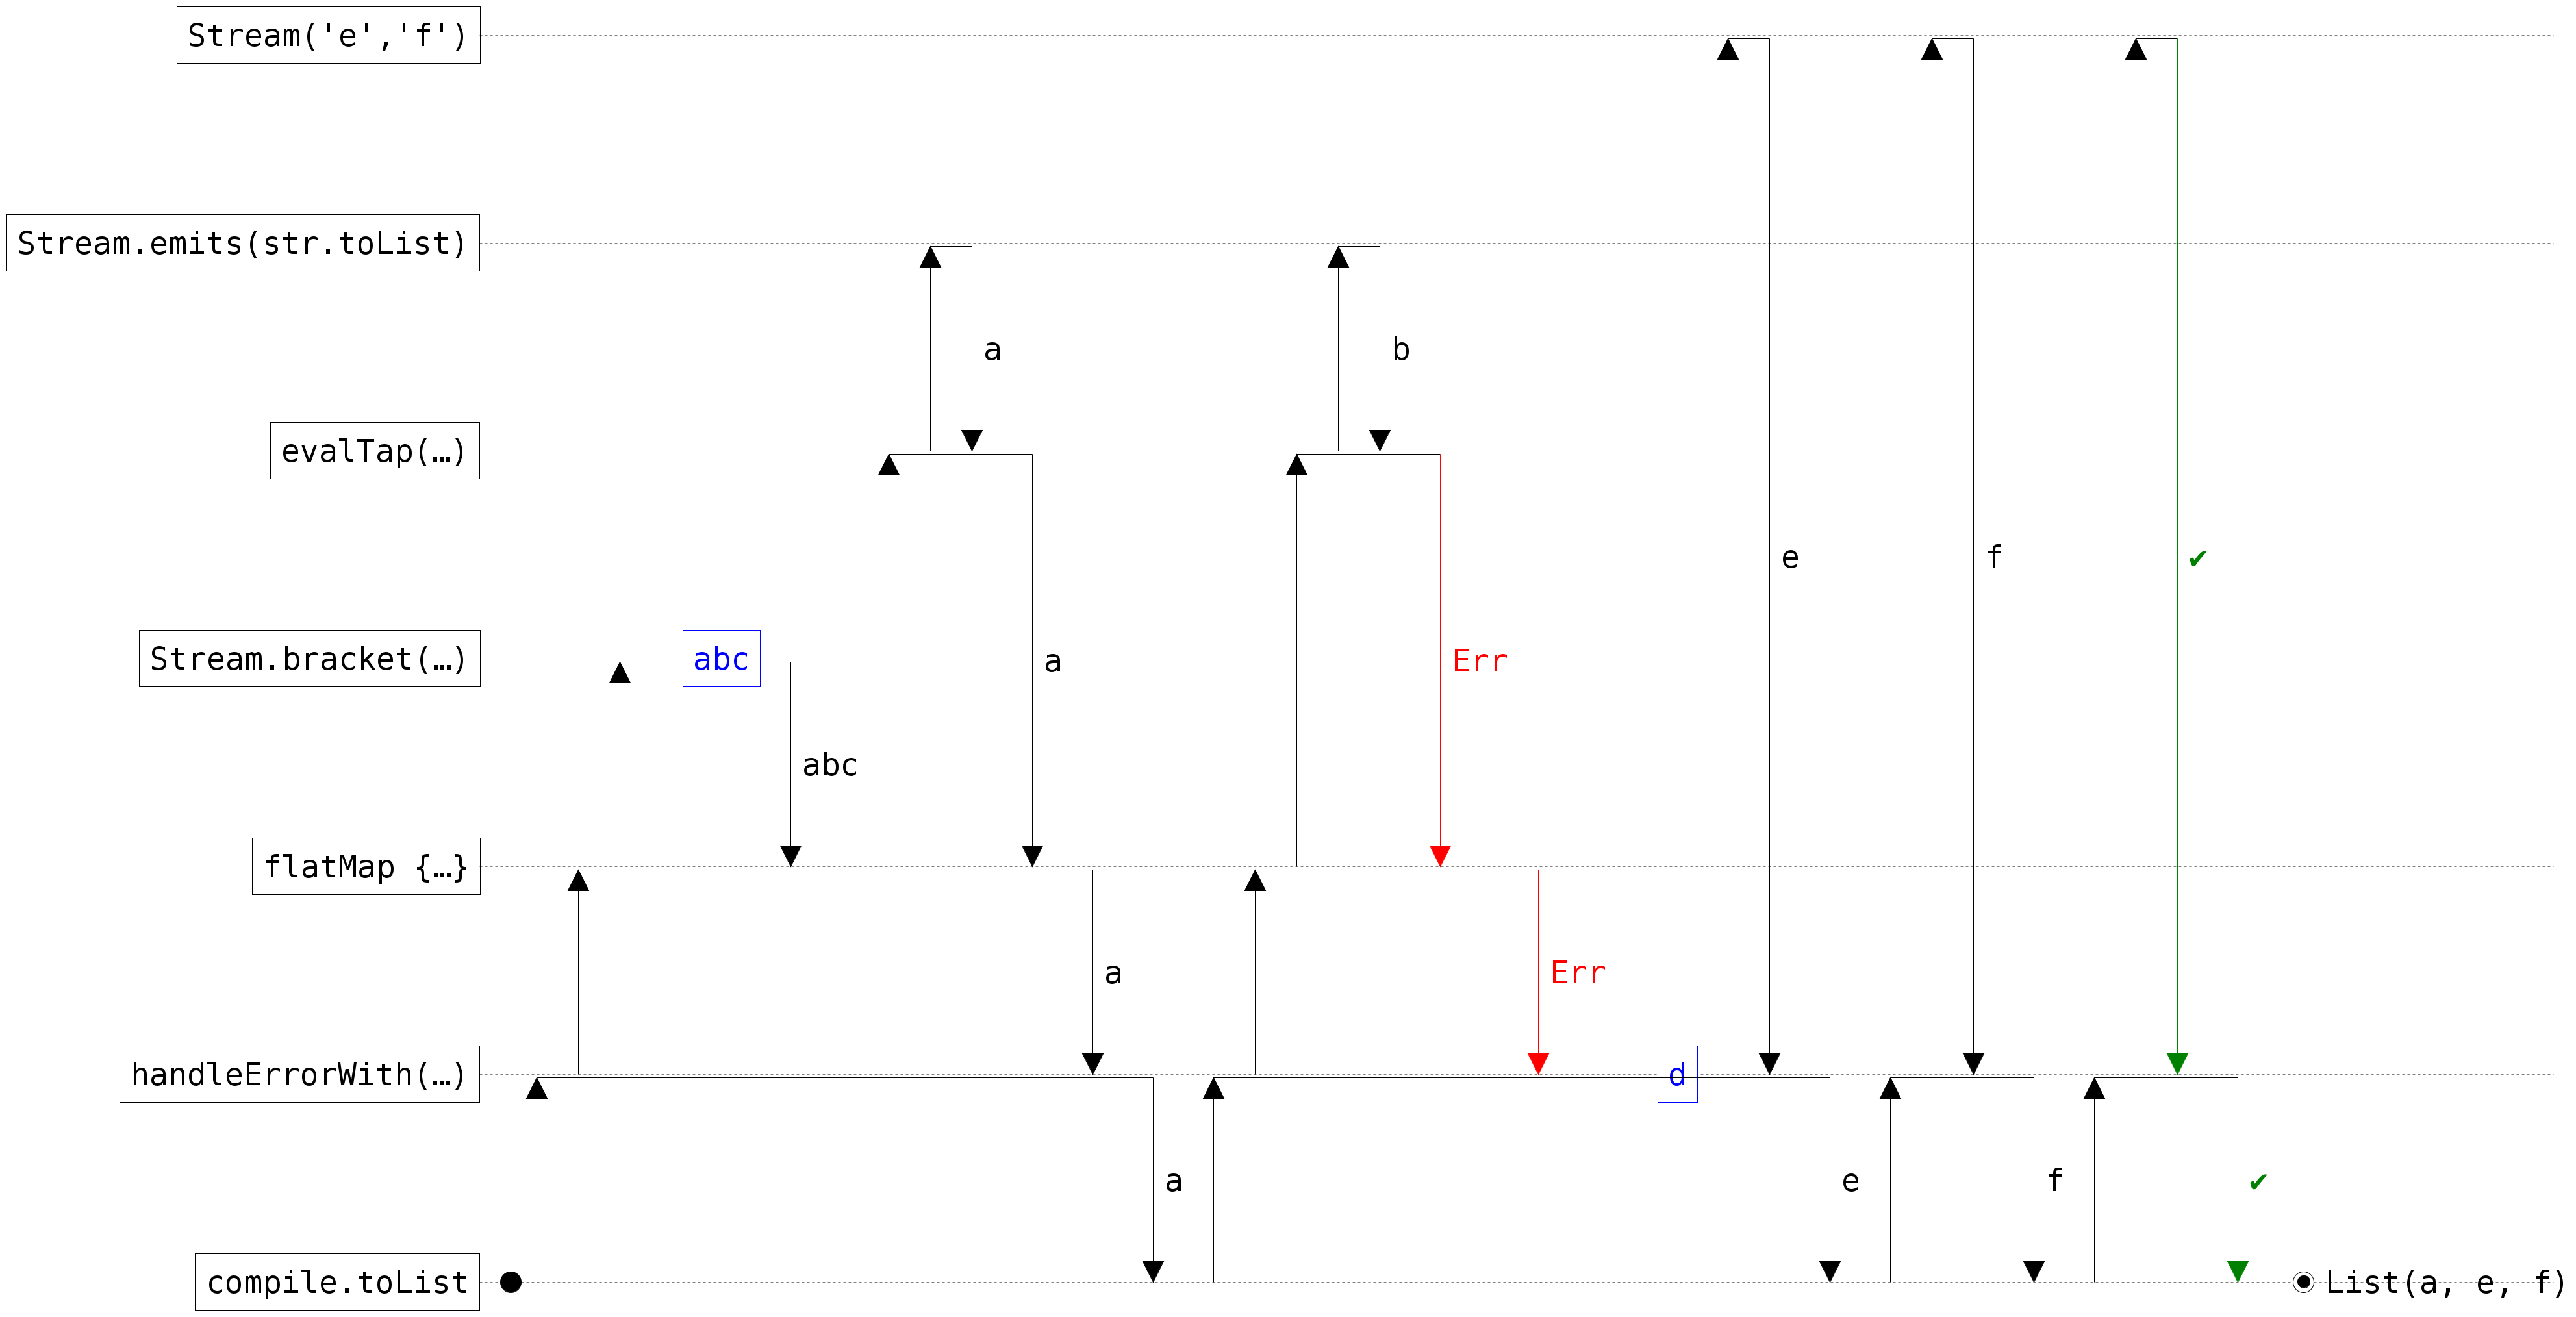 Stream('e','f')
Stream.emits(str.toList)
a
b
evalTap(…)
e
f
✔
Stream.bracket(…)
abc
a
Err
abc
flatMap {…}
a
Err
handleErrorWith(…)
d
a
e
f
✔
compile.toList
List(a, e, f)